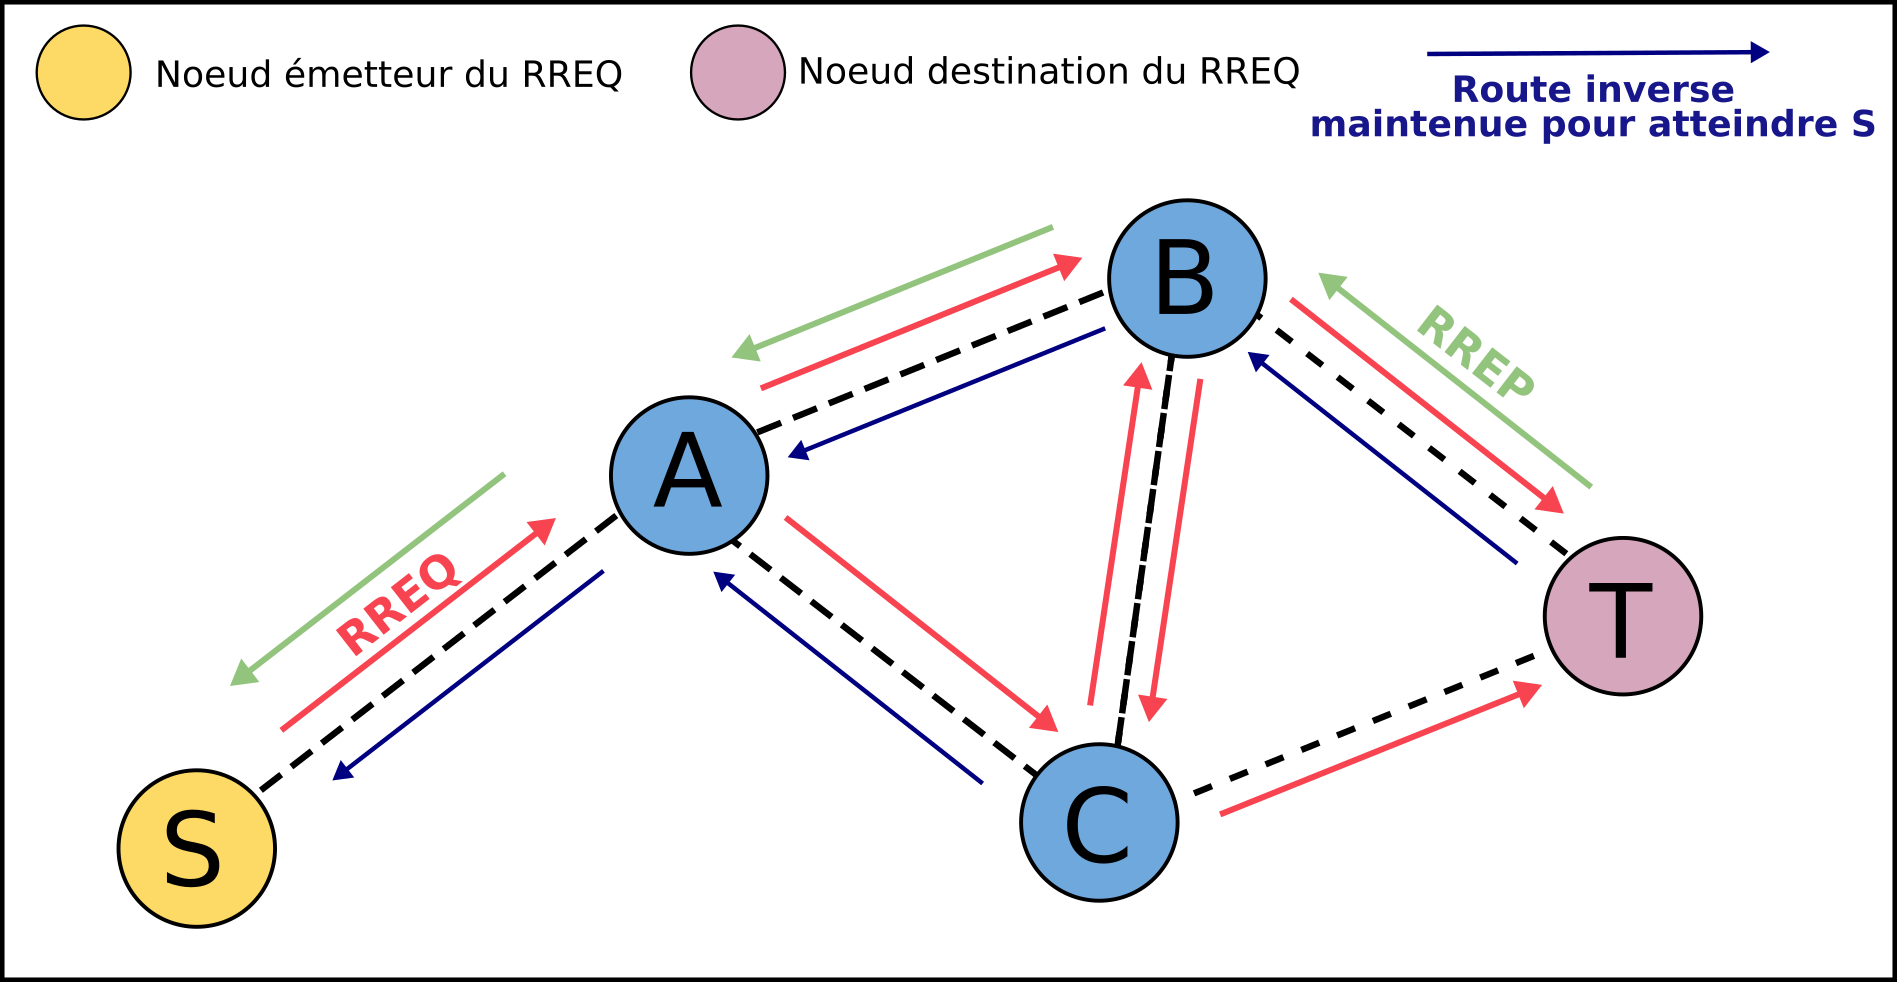 Noeud émetteur du RREQ
Noeud destination du RREQ
Route inverse
maintenue pour atteindre S
B
RREP
A
RREQ
T
C
S